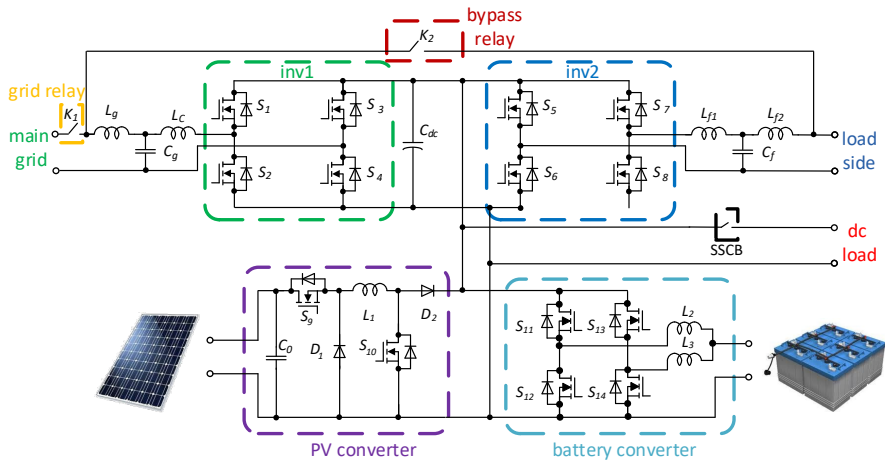 bypass
K2
relay
inv1
inv2
grid relay
K1
Lg
LC
S1
S3
S5
S7
main
grid
Cg
Cdc
Lf1
Lf2
Cf
load
side
S2
S4
S6
S8
SSCB
dc
load
S9
L1
D2
S11
S13
L2
C0
D1
S10
L3
S12
S14
PV converter
battery converter